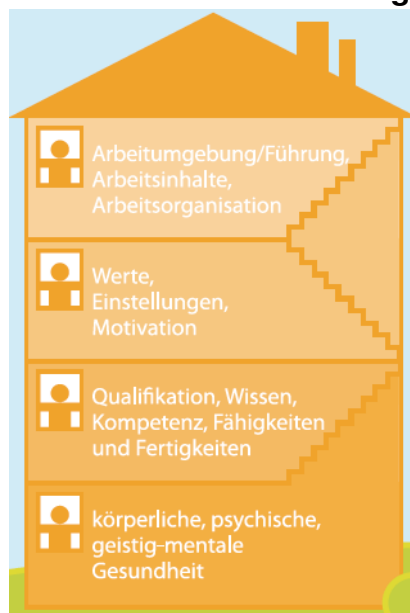 Arbeitumgebung/Führung,
Arbeitsinhalte,
Arbeitsorganisation
Werte,
Einstellungen,
Motivation
Qualifikation, Wissen,
Kompetenz, Fähigkeiten
und Fertigkeiten
körperliche, psychische,
geistig-mentale
Gesundheit